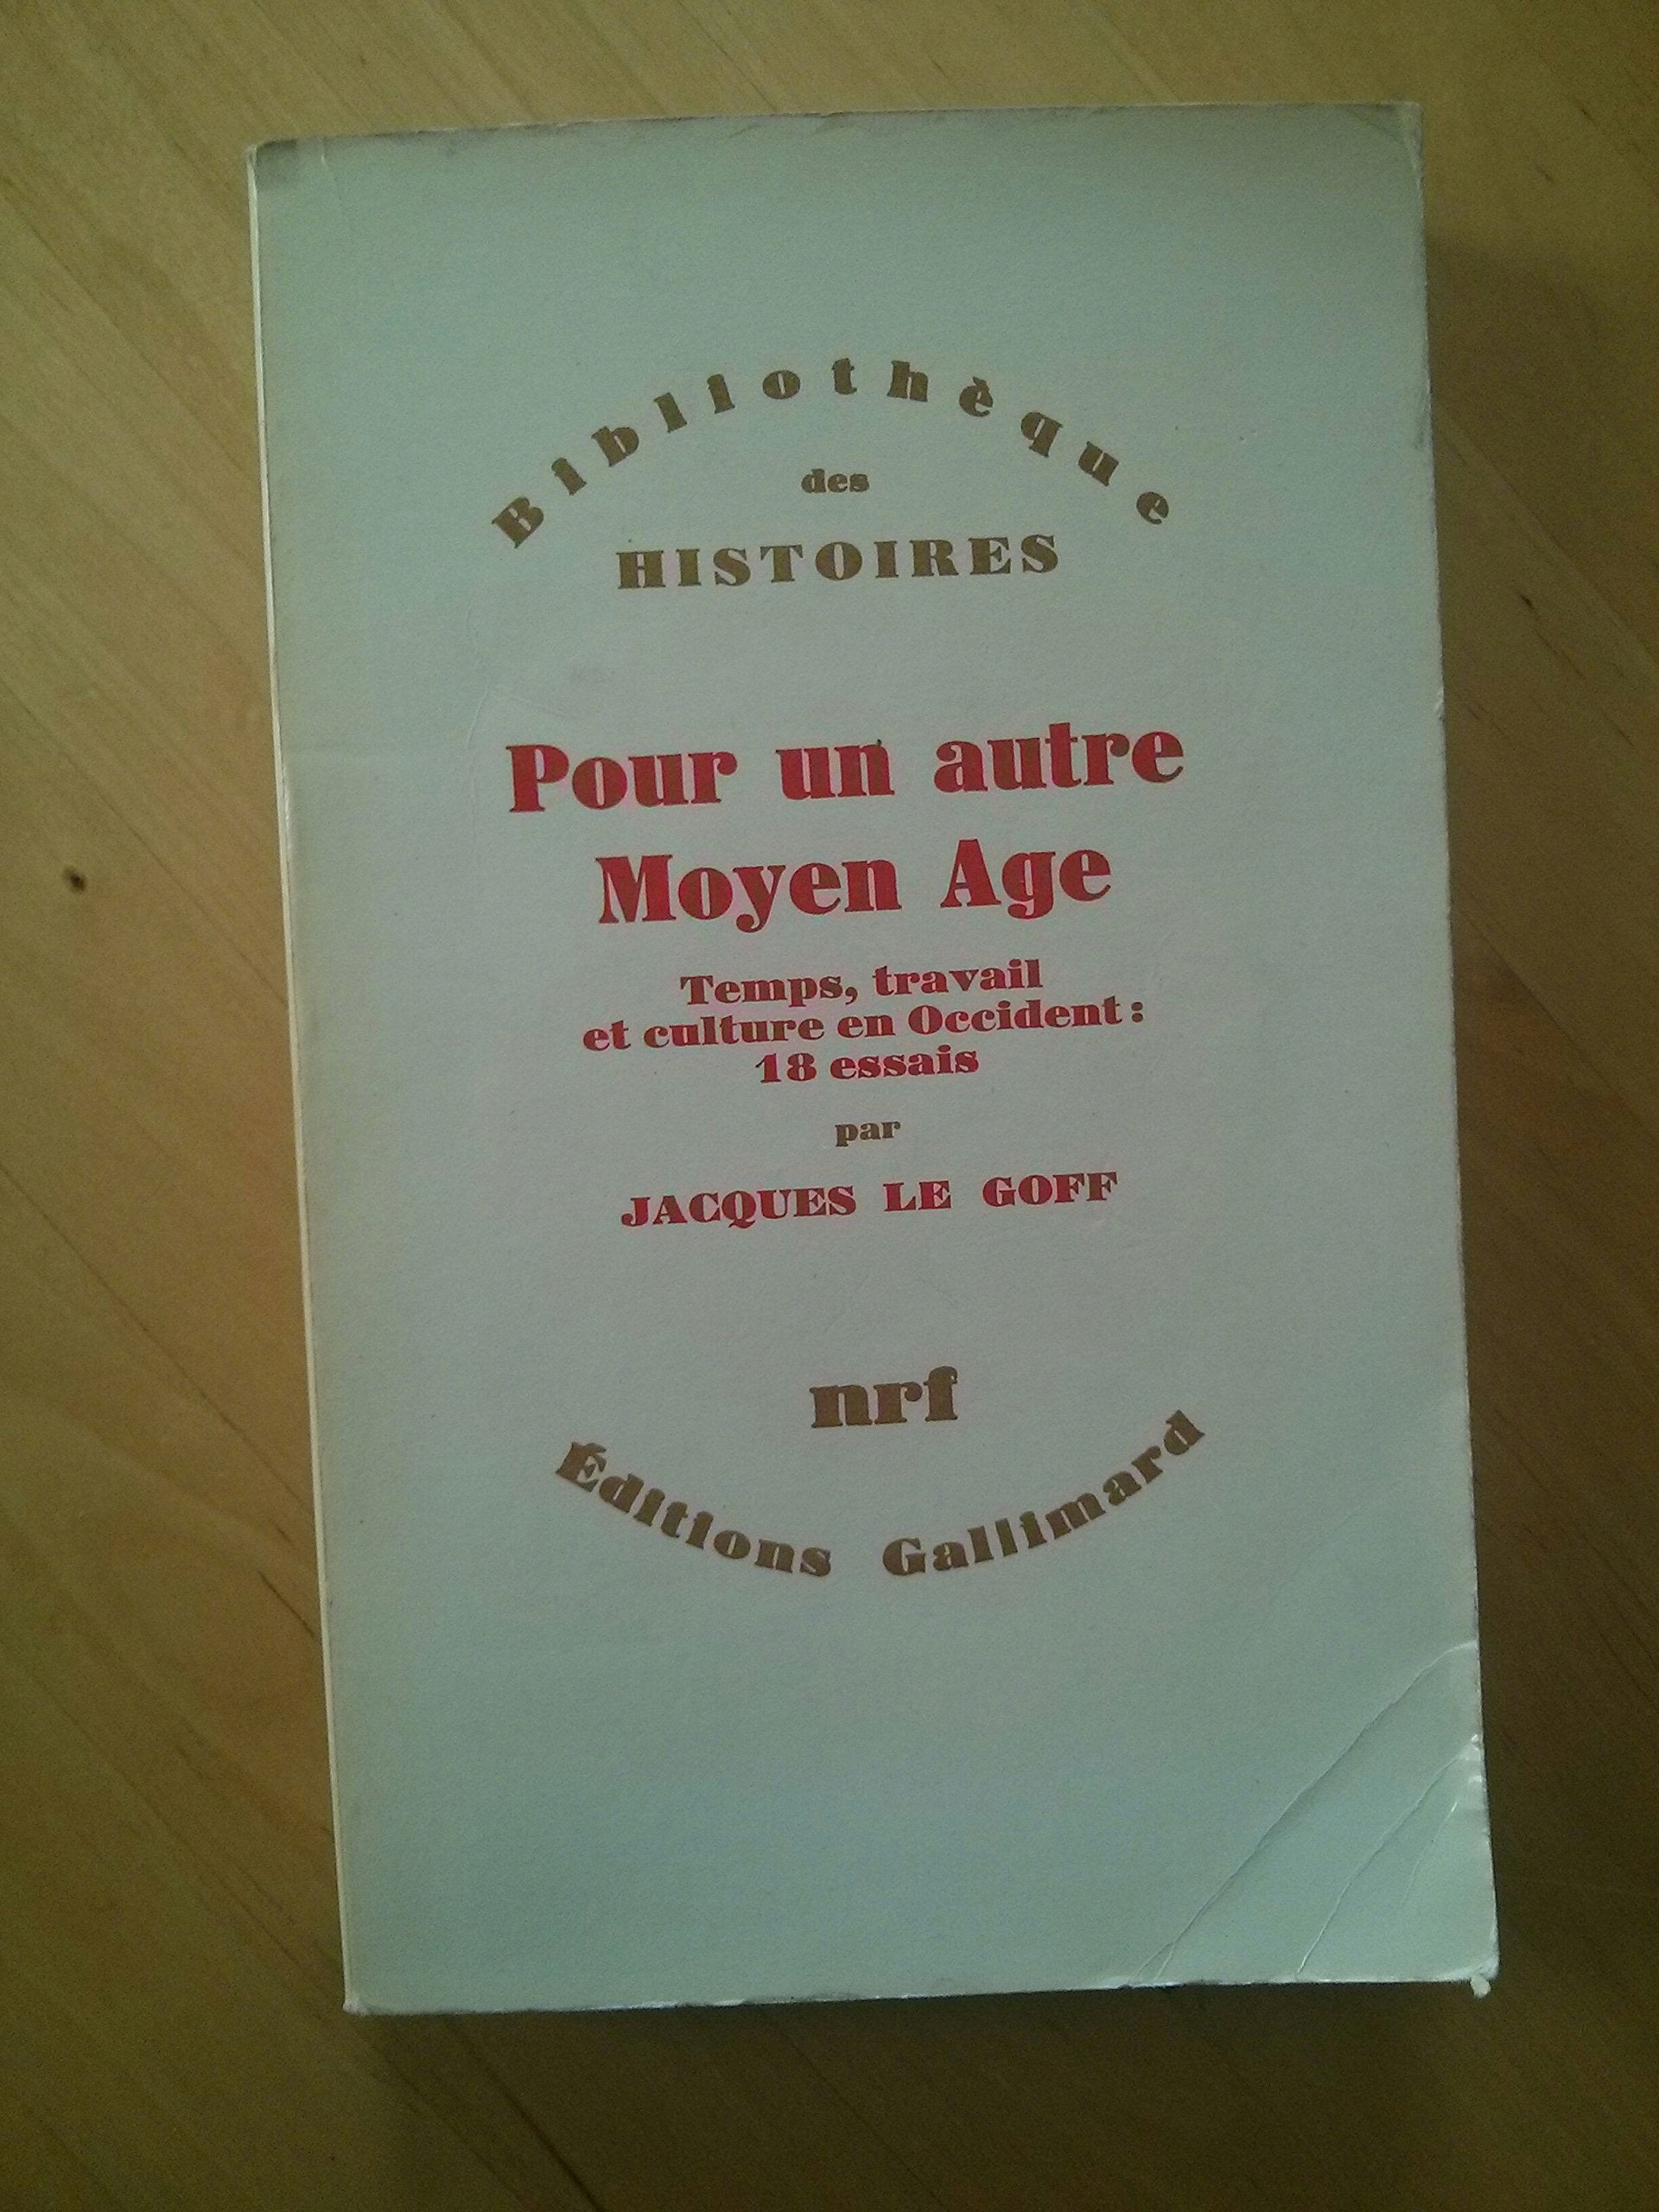 Bibliothèque
des
HISTOIRES
Pour un autre
Moyen Age
Temps, travail
et culture en Occident :
18 essais
par
JACQUES LE GOFF
nrf
Éditions Gallimard